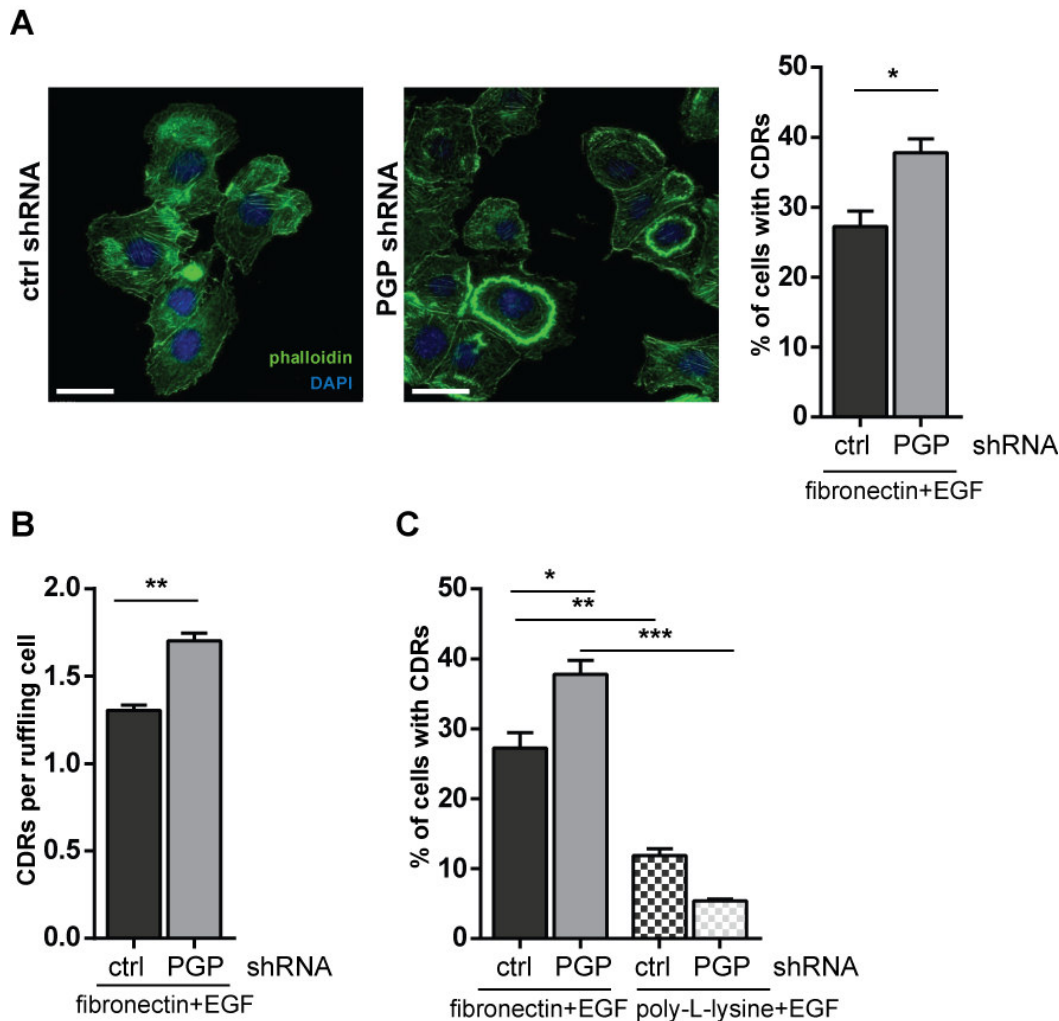 A
ctrl shRNA
phalloidin
DAPI
PGP shRNA
% of cells with CDRs
50
40
30
20
10
0
*
ctrl PGP shRNA
fibronectin+EGF
B
CDRs per ruffling cell
2.0
1.5
1.0
0.5
0.0
**
ctrl PGP shRNA
fibronectin+EGF
C
% of cells with CDRs
50
40
30
20
10
0
*
**
***
ctrl PGP ctrl PGP shRNA
fibronectin+EGF poly-L-lysine+EGF